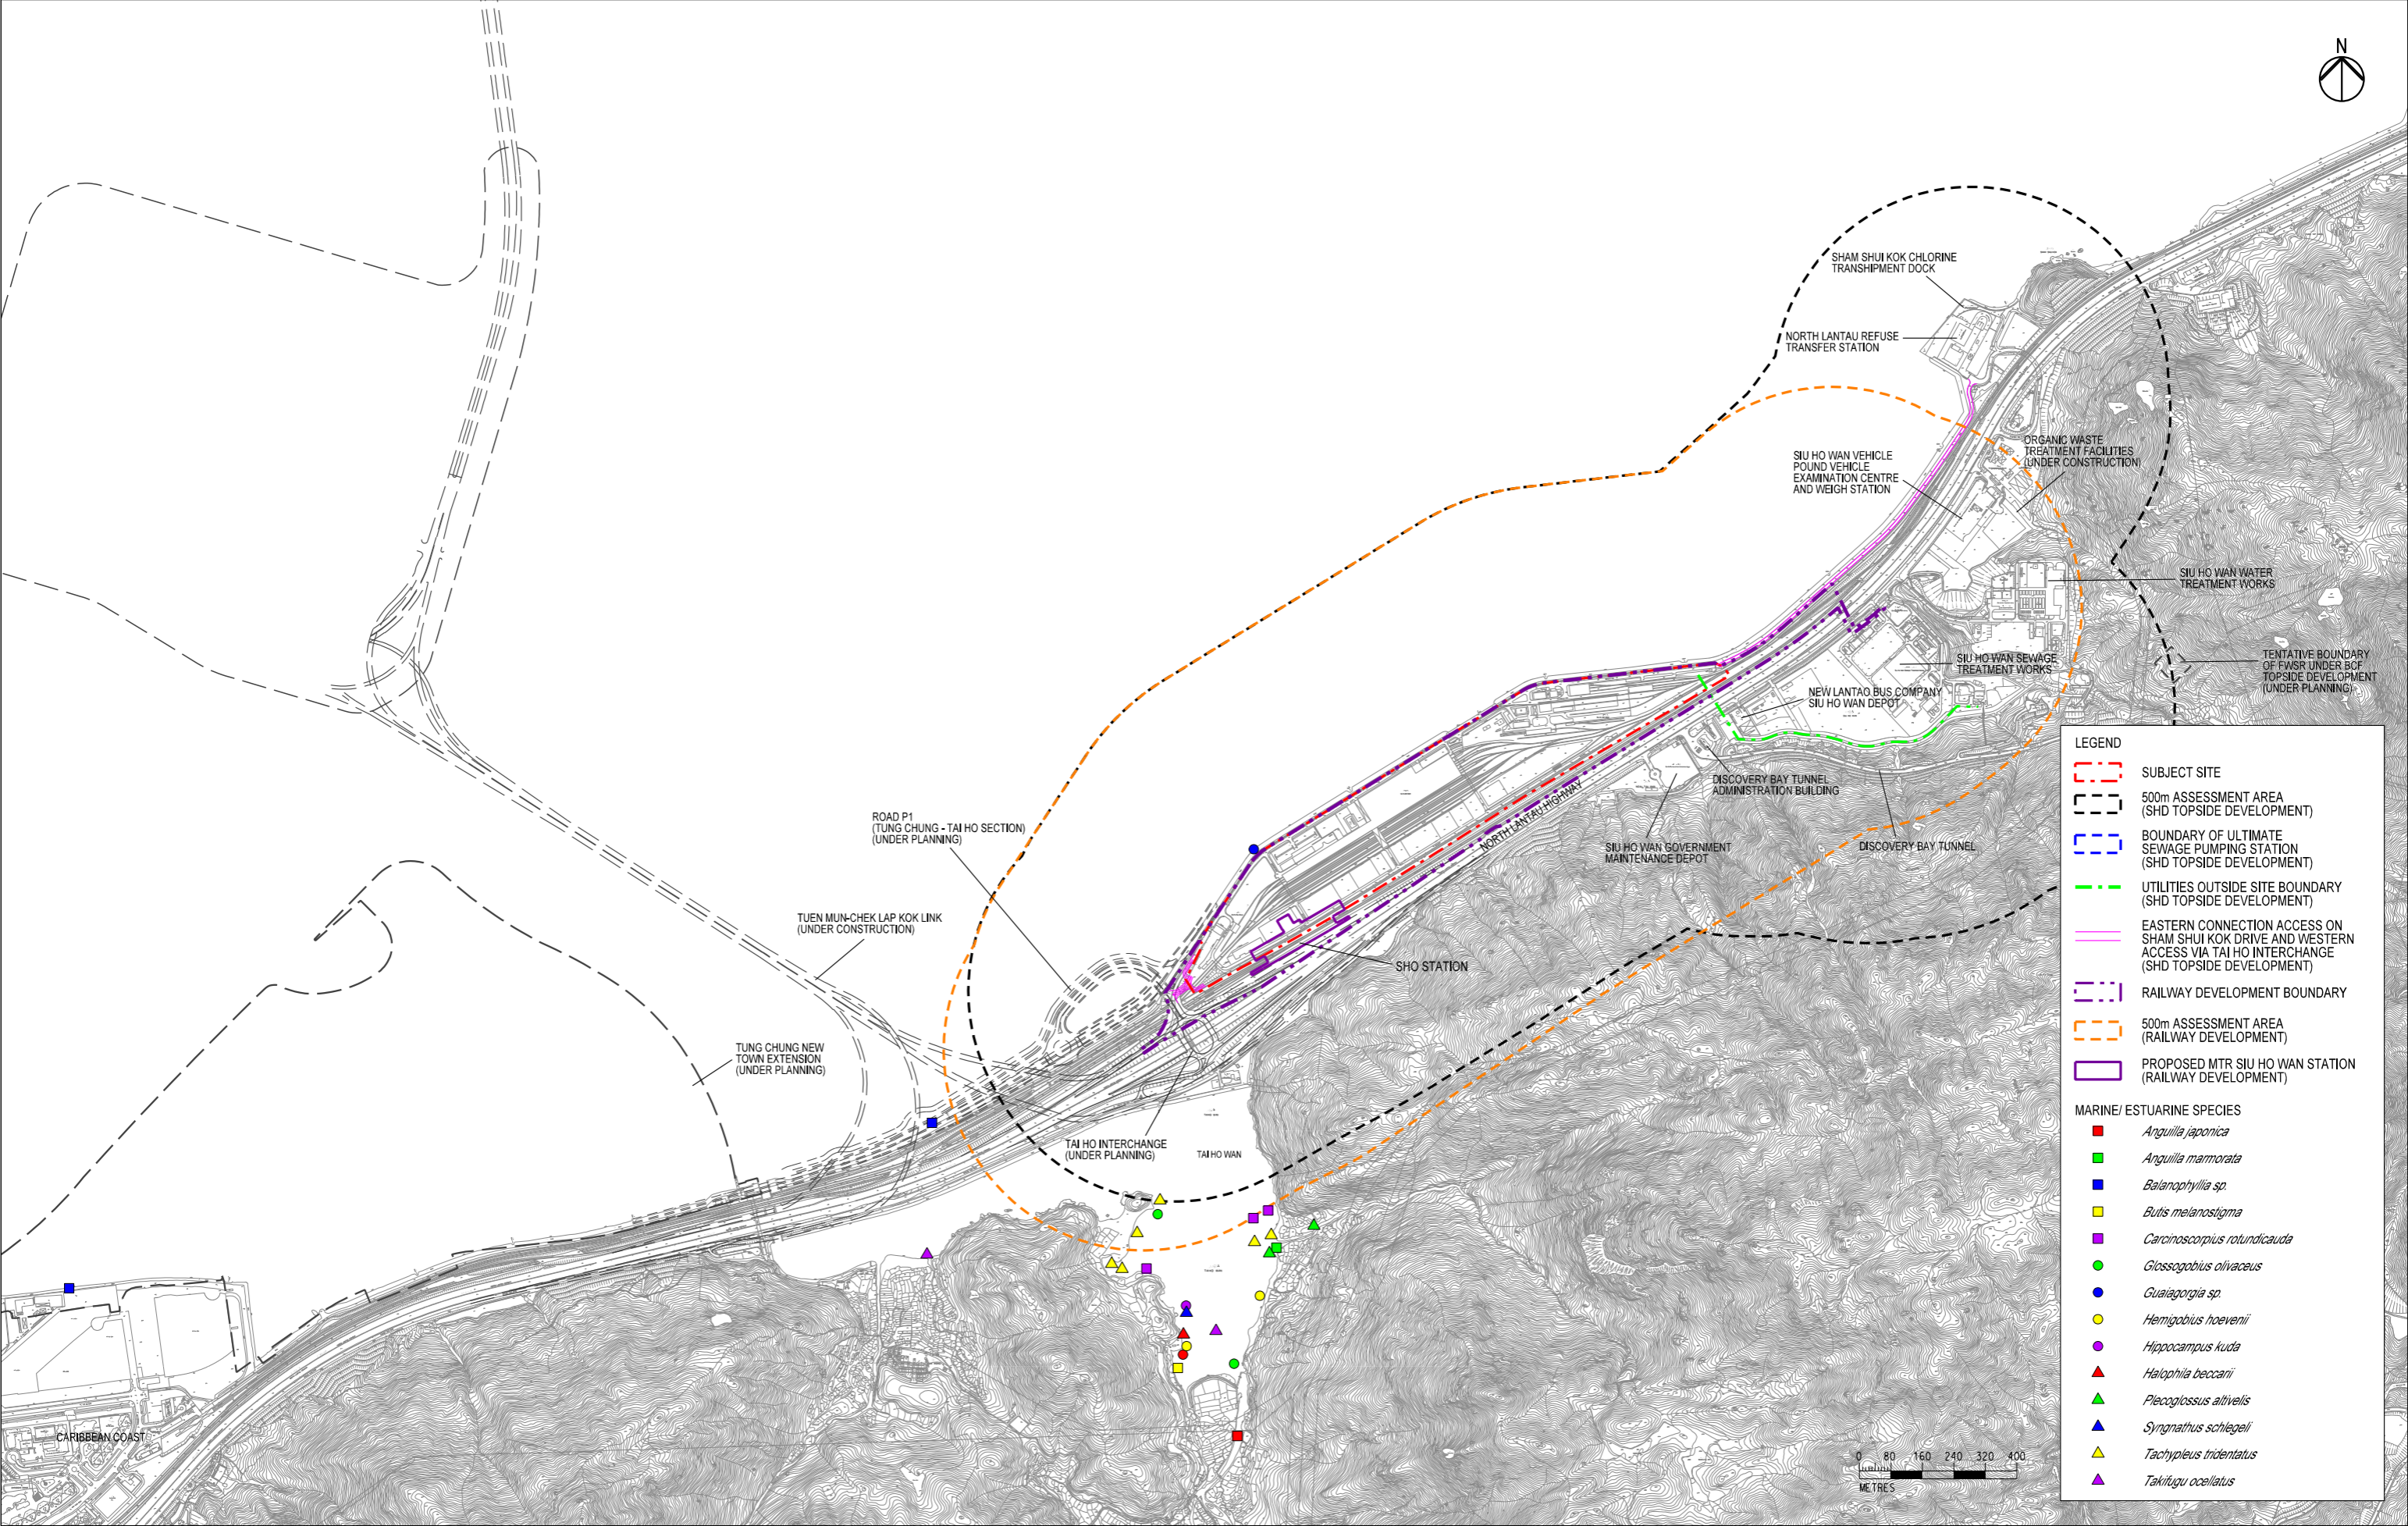 N
SHAM SHUI KOK CHLORINE
TRANSHIPMENT DOCK
NORTH LANTAU REFUSE
TRANSFER STATION
ORGANIC WASTE
TREATMENT FACILITIES
(UNDER CONSTRUCTION)
SIU HO WAN VEHICLE
POUND VEHICLE
EXAMINATION CENTRE
AND WEIGH STATION
SIU HO WAN WATER
TREATMENT WORKS
SIU HO WAN SEWAGE
TREATMENT WORKS
TENTATIVE BOUNDARY
OF FWSR UNDER BCF
TOPSIDE DEVELOPMENT
(UNDER PLANNING)
NEW LANTAO BUS COMPANY
SIU HO WAN DEPOT
DISCOVERY BAY TUNNEL
ADMINISTRATION BUILDING
NORTH LANTAU HIGHWAY
SIU HO WAN GOVERNMENT
MAINTENANCE DEPOT
DISCOVERY BAY TUNNEL
ROAD P1
(TUNG CHUNG - TAI HO SECTION)
(UNDER PLANNING)
TUEN MUN-CHEK LAP KOK LINK
(UNDER CONSTRUCTION)
SHO STATION
TUNG CHUNG NEW
TOWN EXTENSION
(UNDER PLANNING)
TAI HO INTERCHANGE
(UNDER PLANNING)
TAI HO WAN
CARIBBEAN COAST
0 80 160 240 320 400
METRES
LEGEND
SUBJECT SITE
500m ASSESSMENT AREA
(SHD TOPSIDE DEVELOPMENT)
BOUNDARY OF ULTIMATE
SEWAGE PUMPING STATION
(SHD TOPSIDE DEVELOPMENT)
UTILITIES OUTSIDE SITE BOUNDARY
(SHD TOPSIDE DEVELOPMENT)
EASTERN CONNECTION ACCESS ON
SHAM SHUI KOK DRIVE AND WESTERN
ACCESS VIA TAI HO INTERCHANGE
(SHD TOPSIDE DEVELOPMENT)
RAILWAY DEVELOPMENT BOUNDARY
500m ASSESSMENT AREA
(RAILWAY DEVELOPMENT)
PROPOSED MTR SIU HO WAN STATION
(RAILWAY DEVELOPMENT)
MARINE/ ESTUARINE SPECIES
Anguilla japonica
Anguilla marmorata
Balanophyllia sp.
Butis melanostigma
Carcinoscorpius rotundicauda
Glossogobius olivaceus
Guaiagorgia sp.
Hemigobius hoevenii
Hippocampus kuda
Halophila beccarii
Plecoglossus altivelis
Syngnathus schlegeli
Tachypleus tridentatus
Takifugu ocellatus